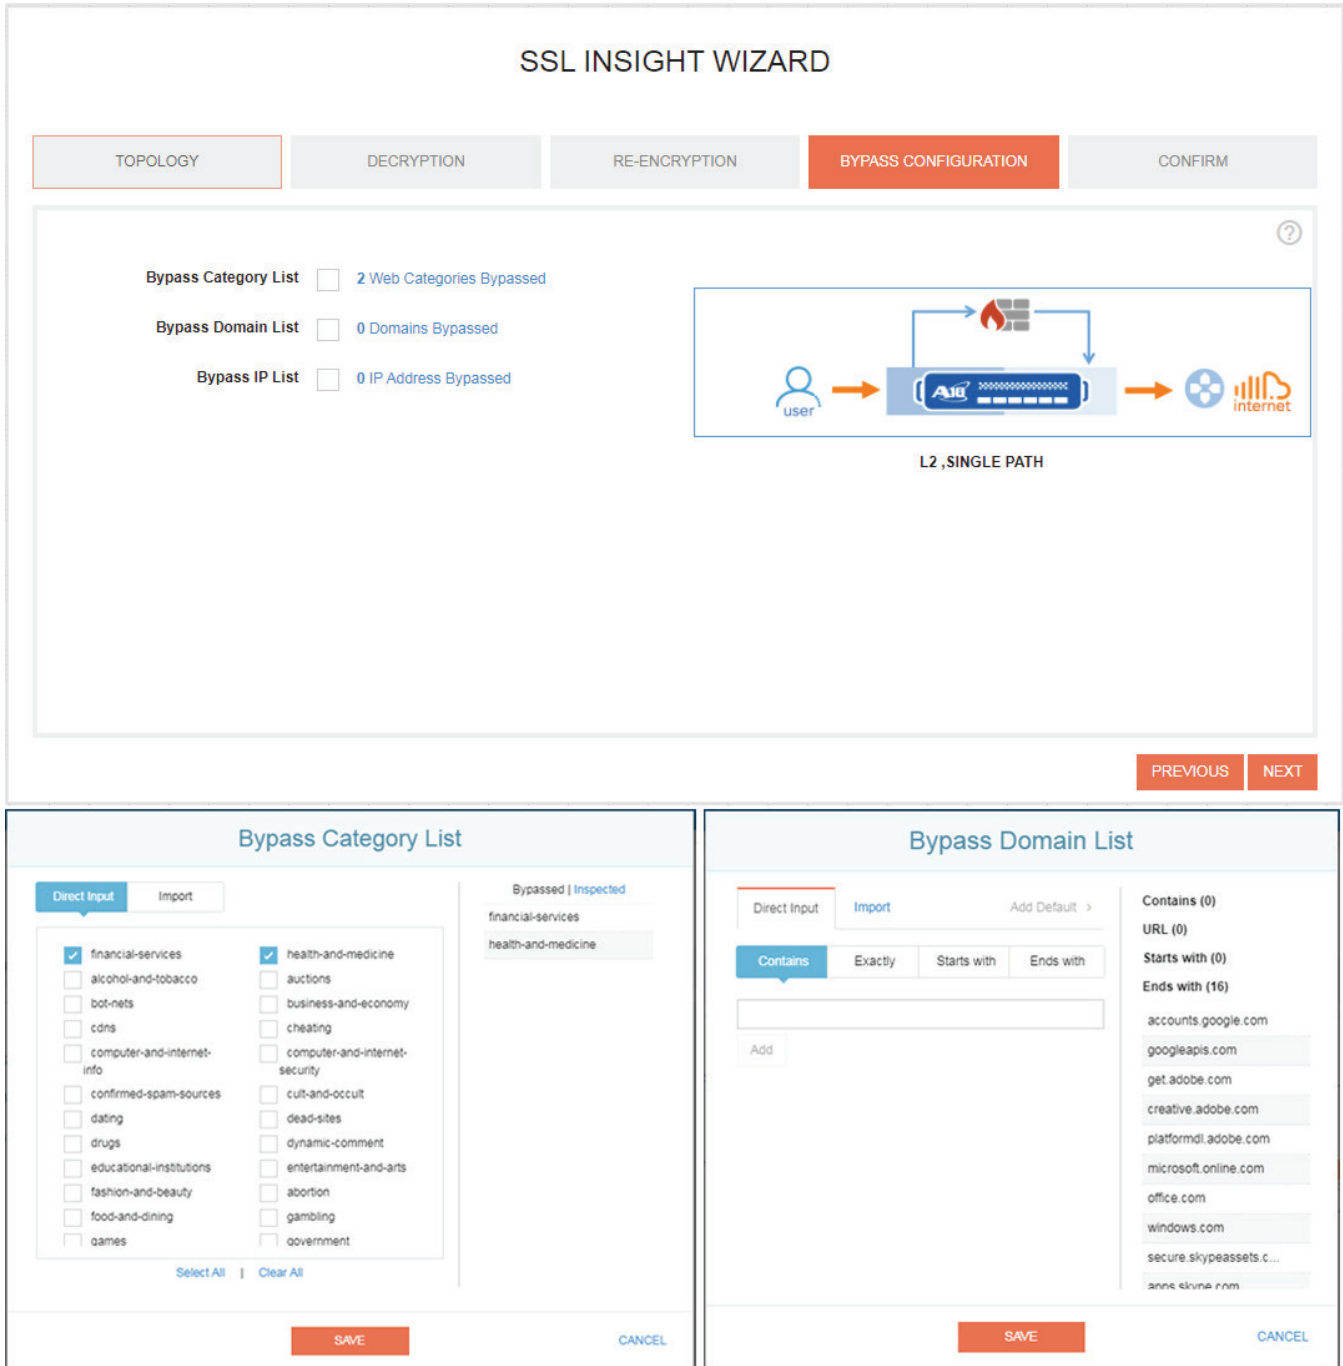 SSL INSIGHT WIZARD
TOPOLOGY
DECRYPTION
RE-ENCRYPTION
BYPASS CONFIGURATION
CONFIRM
?
Bypass Category List
2 Web Categories Bypassed
Bypass Domain List
0 Domains Bypassed
Bypass IP List
0 IP Address Bypassed
user
A10
internet
L2 ,SINGLE PATH
PREVIOUS
NEXT
Bypass Category List
Direct Input
Import
financial-services
health-and-medicine
alcohol-and-tobacco
auctions
bot-nets
business-and-economy
cdns
cheating
computer-and-internet-
info
computer-and-internet-
security
confirmed-spam-sources
cult-and-occult
dating
dead-sites
drugs
dynamic-comment
educational-institutions
entertainment-and-arts
fashion-and-beauty
abortion
food-and-dining
gambling
games
government
Select All | Clear All
Bypassed | Inspected
financial-services
health-and-medicine
SAVE
CANCEL
Bypass Domain List
Direct Input
Import
Add Default >
Contains
Exactly
Starts with
Ends with
Add
Contains (0)
URL (0)
Starts with (0)
Ends with (16)
accounts.google.com
googleapis.com
get.adobe.com
creative.adobe.com
platformdl.adobe.com
microsoft.online.com
office.com
windows.com
secure.skypeassets.c...
apps.skype.com
SAVE
CANCEL